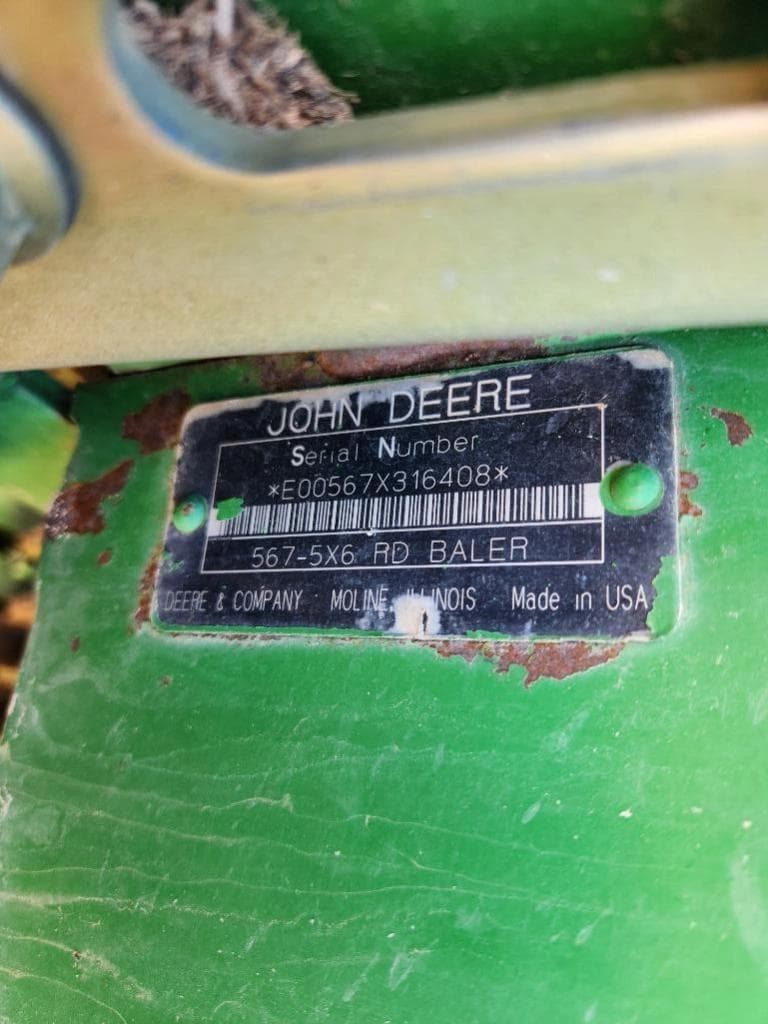 JOHN DEERE
Serial Number
*E00567X316408*
567-5X6 RD BALER
DEERE & COMPANY MOLINE, ILLINOIS Made in USA